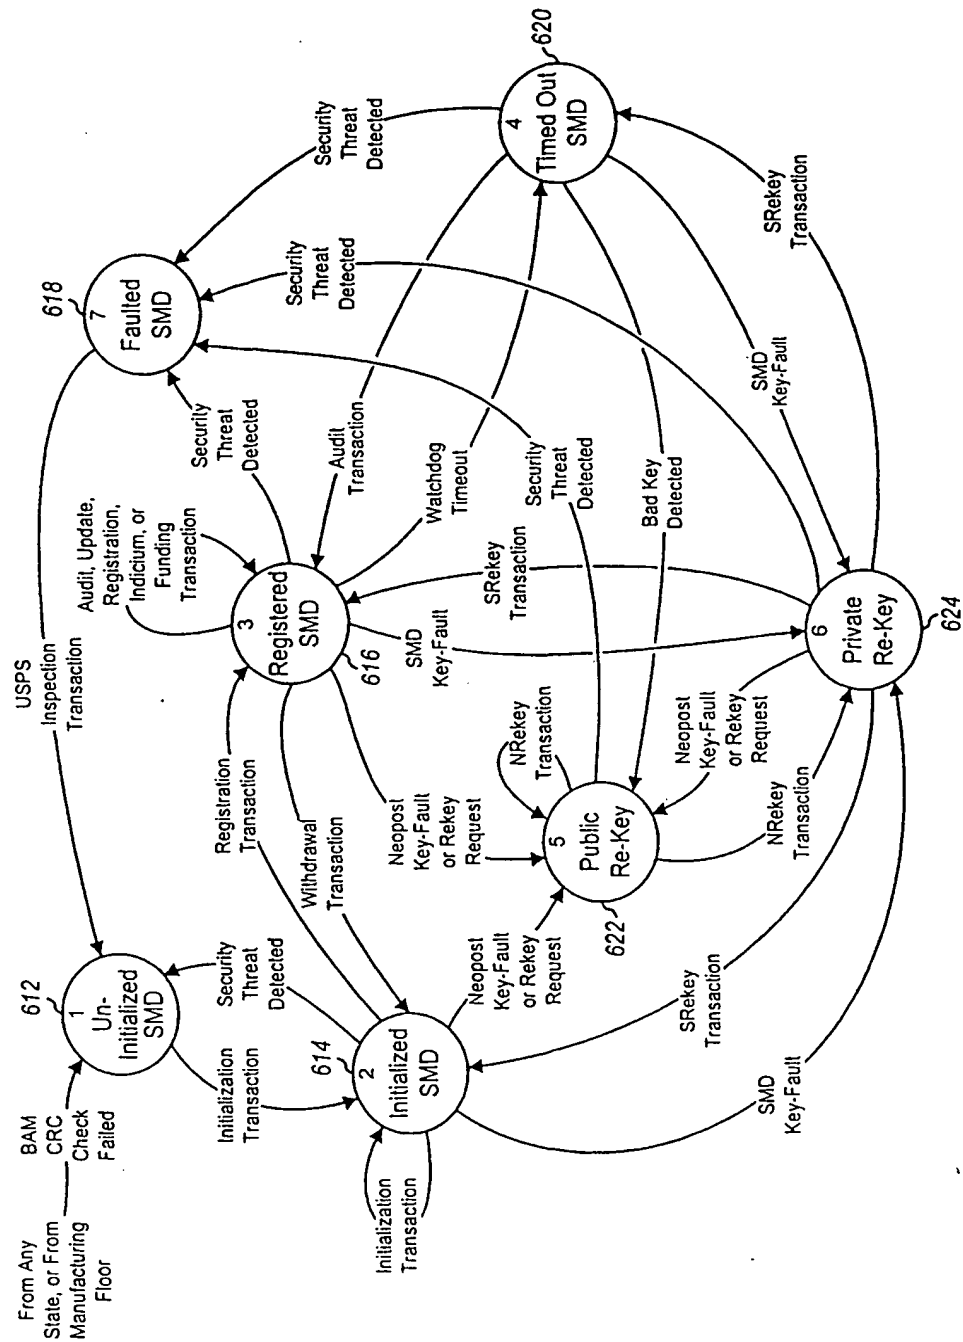 From Any
State, or From
Manufacturing
Floor
BAM
CRC
Check
Failed
612
1
Un-
Initialized
SMD
USPS
Inspection
Transaction
618
7
Faulted
SMD
Security
Threat
Detected
620
4
Timed Out
SMD
Security
Threat
Detected
Initialization
Transaction
Security
Threat
Detected
Registration
Transaction
Audit, Update,
Registration,
Indicium, or
Funding
Transaction
Security
Threat
Detected
614
2
Initialized
SMD
Initialization
Transaction
Withdrawal
Transaction
3
Registered
SMD
616
Audit
Transaction
Watchdog
Timeout
Neopost
Key-Fault
or Rekey
Request
Neopost
Key-Fault
or Rekey
Request
SMD
Key-Fault
SRekey
Transaction
Security
Threat
Detected
NRekey
Transaction
5
Public
Re-Key
622
Bad Key
Detected
SMD
Key-Fault
SRekey
Transaction
Neopost
Key-Fault
or Rekey
Request
NRekey
Transaction
6
Private
Re-Key
624
SRekey
Transaction
SMD
Key-Fault